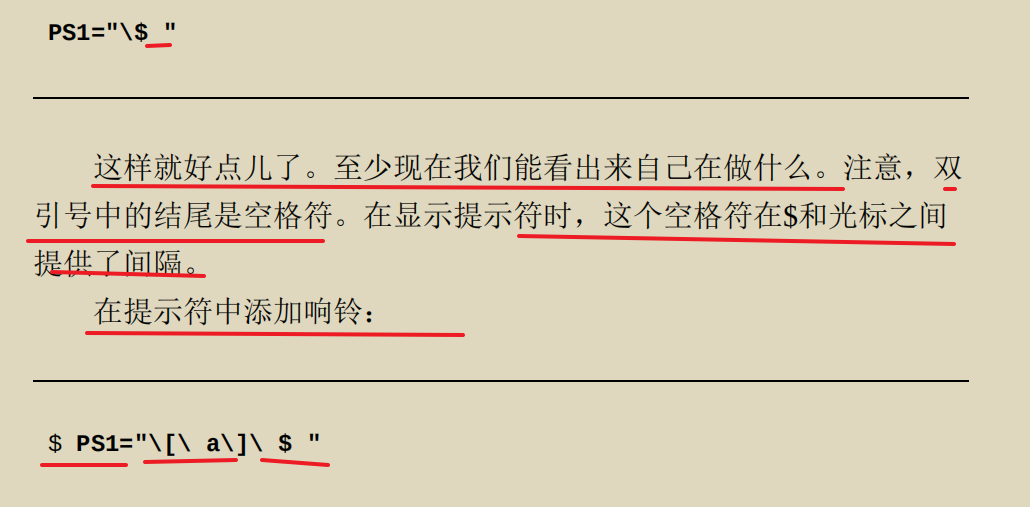 PS1="\$ "
这样就好点儿了。至少现在我们能看出来自己在做什么。注意，双
引号中的结尾是空格符。在显示提示符时，这个空格符在$和光标之间
提供了间隔。
在提示符中添加响铃：
$ PS1="\[\ a\]\ $ "